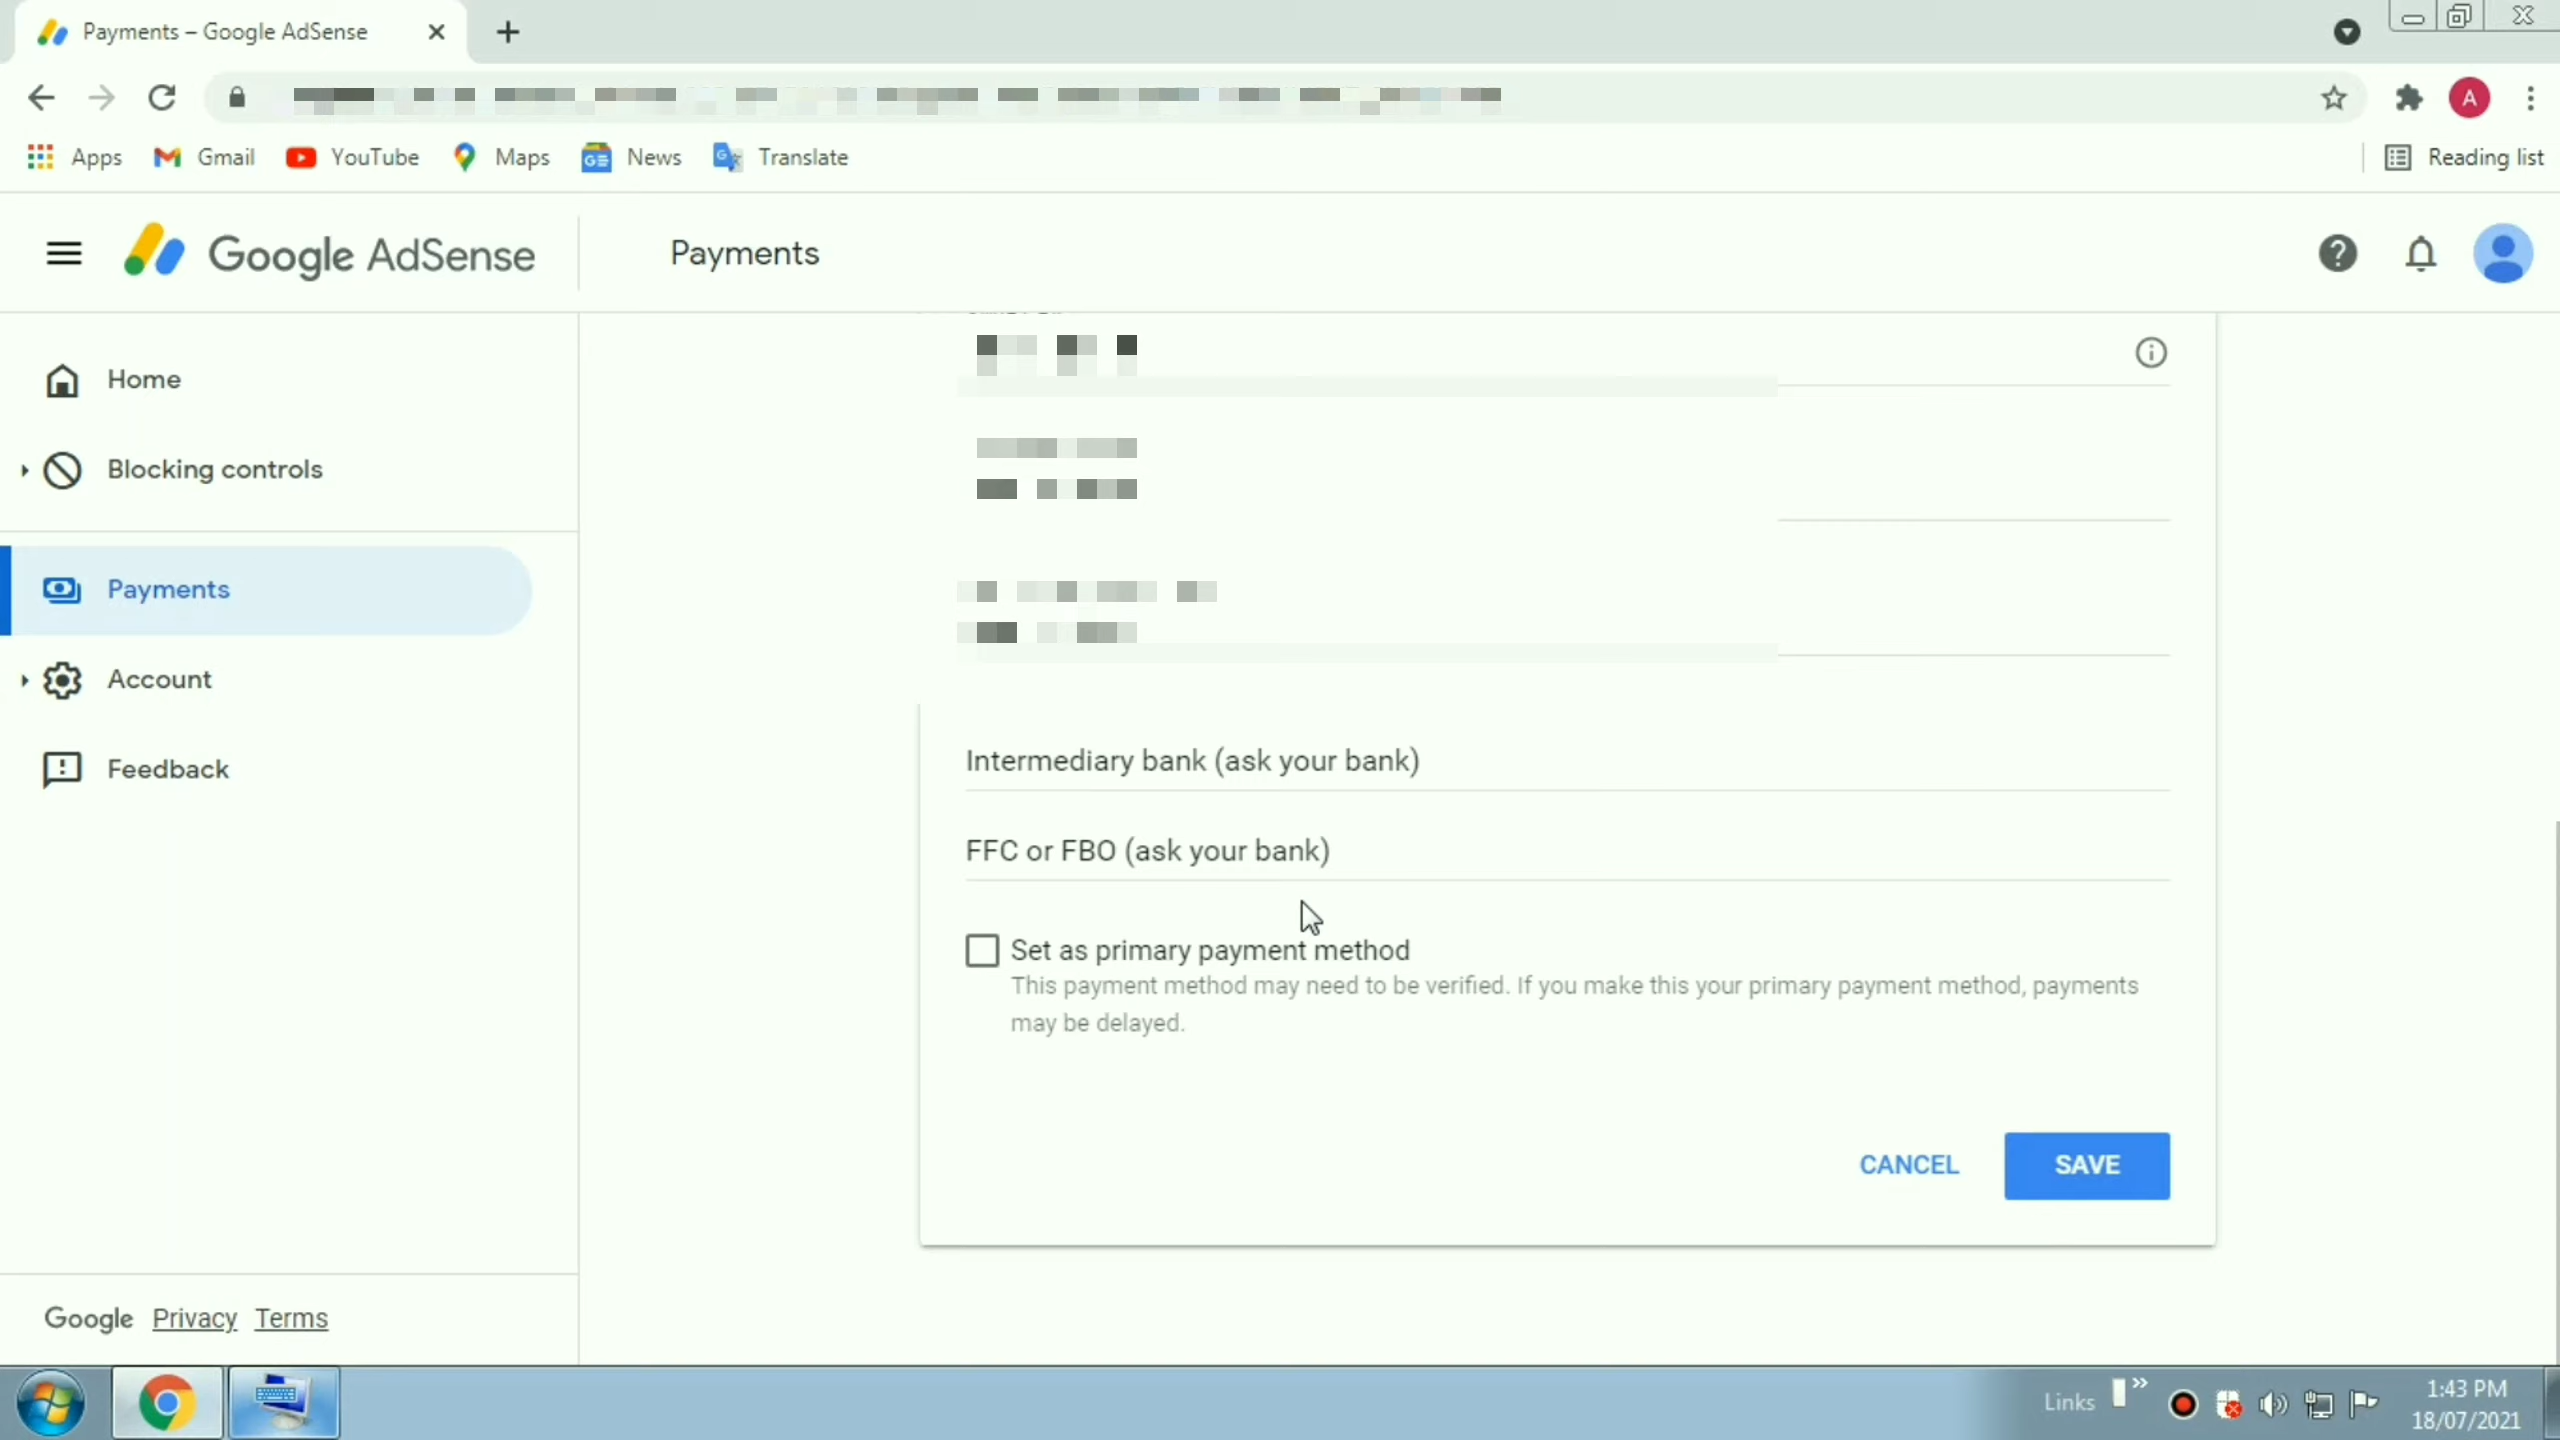 Payments – Google AdSense
Apps Gmail YouTube Maps News Translate Reading list
Google AdSense Payments
Home
Blocking controls
Payments
Account
Feedback
Intermediary bank (ask your bank)
FFC or FBO (ask your bank)
Set as primary payment method
This payment method may need to be verified. If you make this your primary payment method, payments
may be delayed.
CANCEL SAVE
Google Privacy Terms
Links
1:43 PM
18/07/2021
A